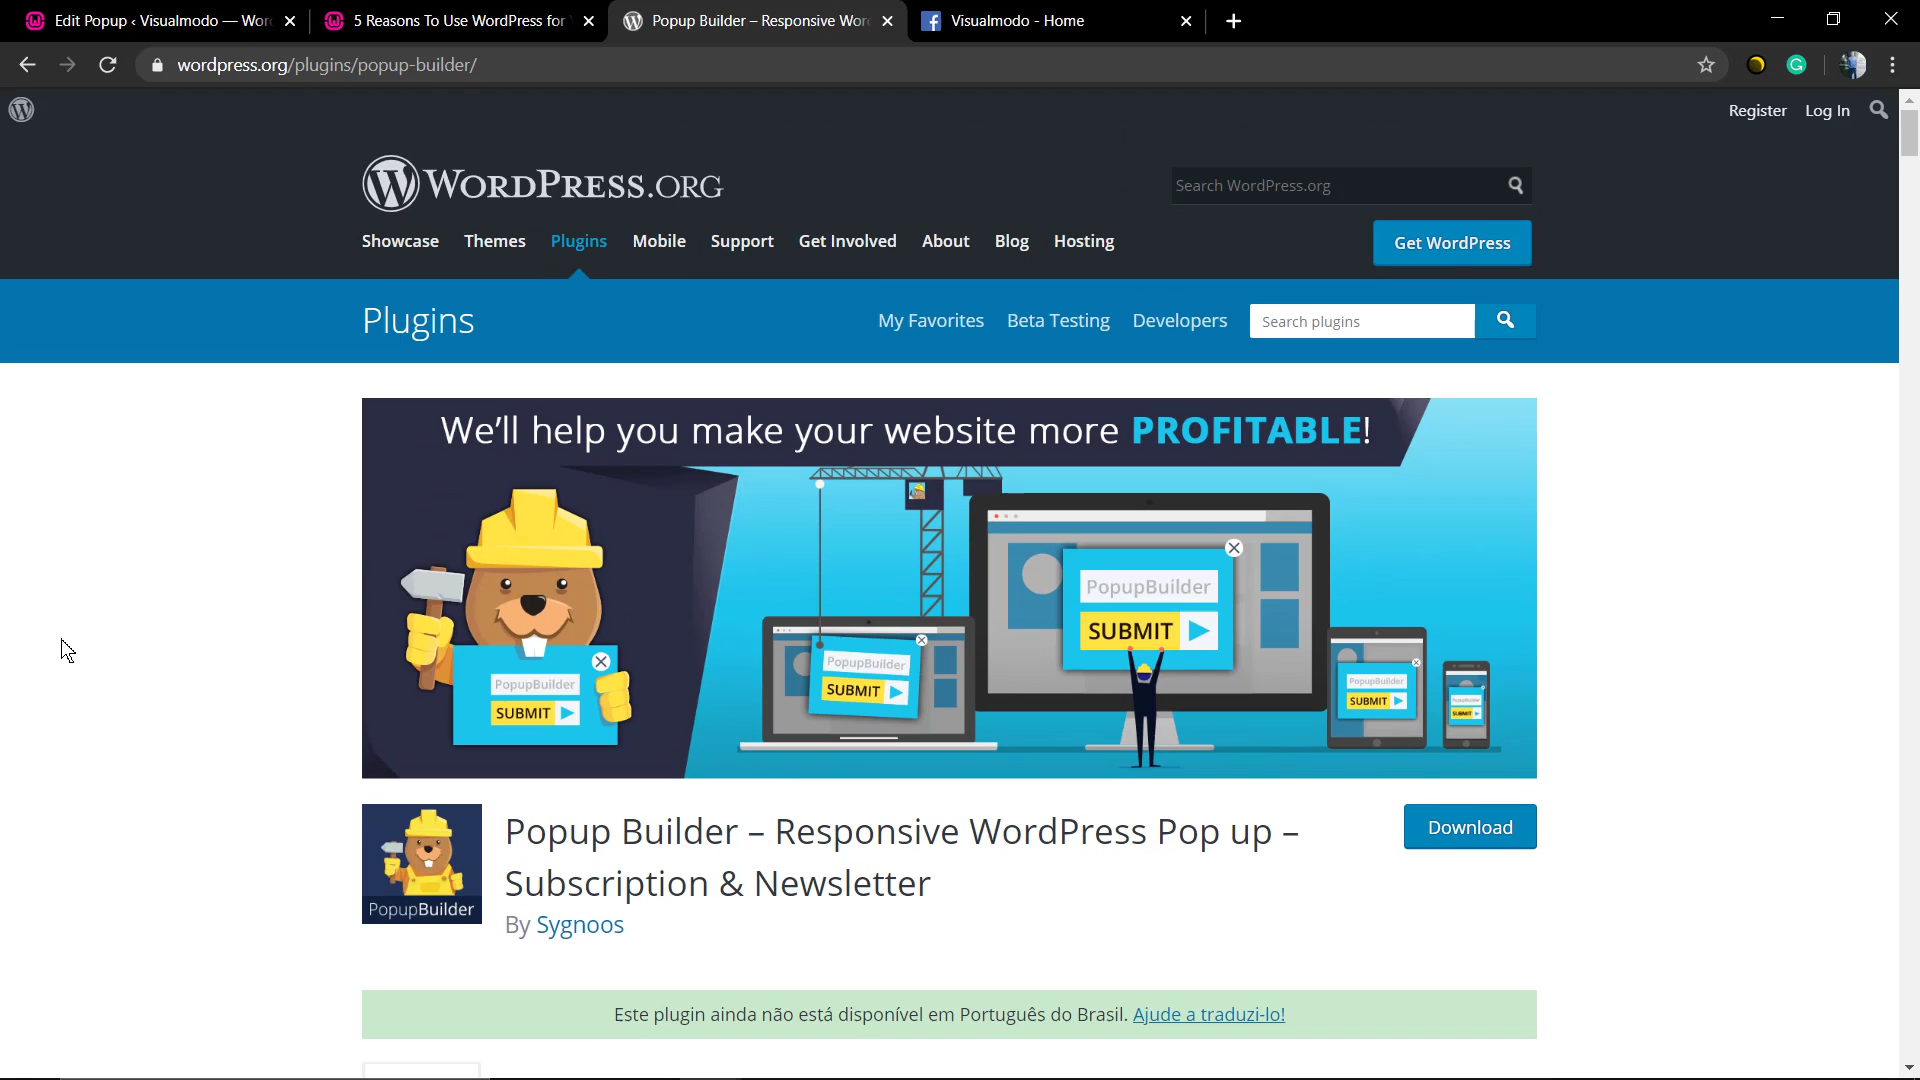 Edit Popup ‹ Visualmodo — Wor
5 Reasons To Use WordPress for
Popup Builder – Responsive Wor
Visualmodo - Home
wordpress.org/plugins/popup-builder/
Register
Log In
WORDPRESS.ORG
Search WordPress.org
Showcase
Themes
Plugins
Mobile
Support
Get Involved
About
Blog
Hosting
Get WordPress
Plugins
My Favorites
Beta Testing
Developers
Search plugins
We'll help you make your website more PROFITABLE!
PopupBuilder
SUBMIT
PopupBuilder
SUBMIT
PopupBuilder
SUBMIT
PopupBuilder
SUBMIT
SUBMIT
PopupBuilder
Popup Builder – Responsive WordPress Pop up –
Subscription & Newsletter
By Sygnoos
Download
Este plugin ainda não está disponível em Português do Brasil. Ajude a traduzi-lo!